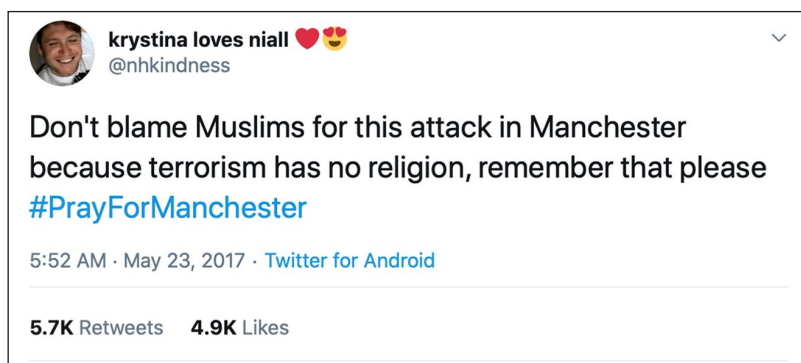 krystina loves niall ❤️😍
@nhkindness
Don't blame Muslims for this attack in Manchester
because terrorism has no religion, remember that please
#PrayForManchester
5:52 AM · May 23, 2017 · Twitter for Android
5.7K Retweets 4.9K Likes